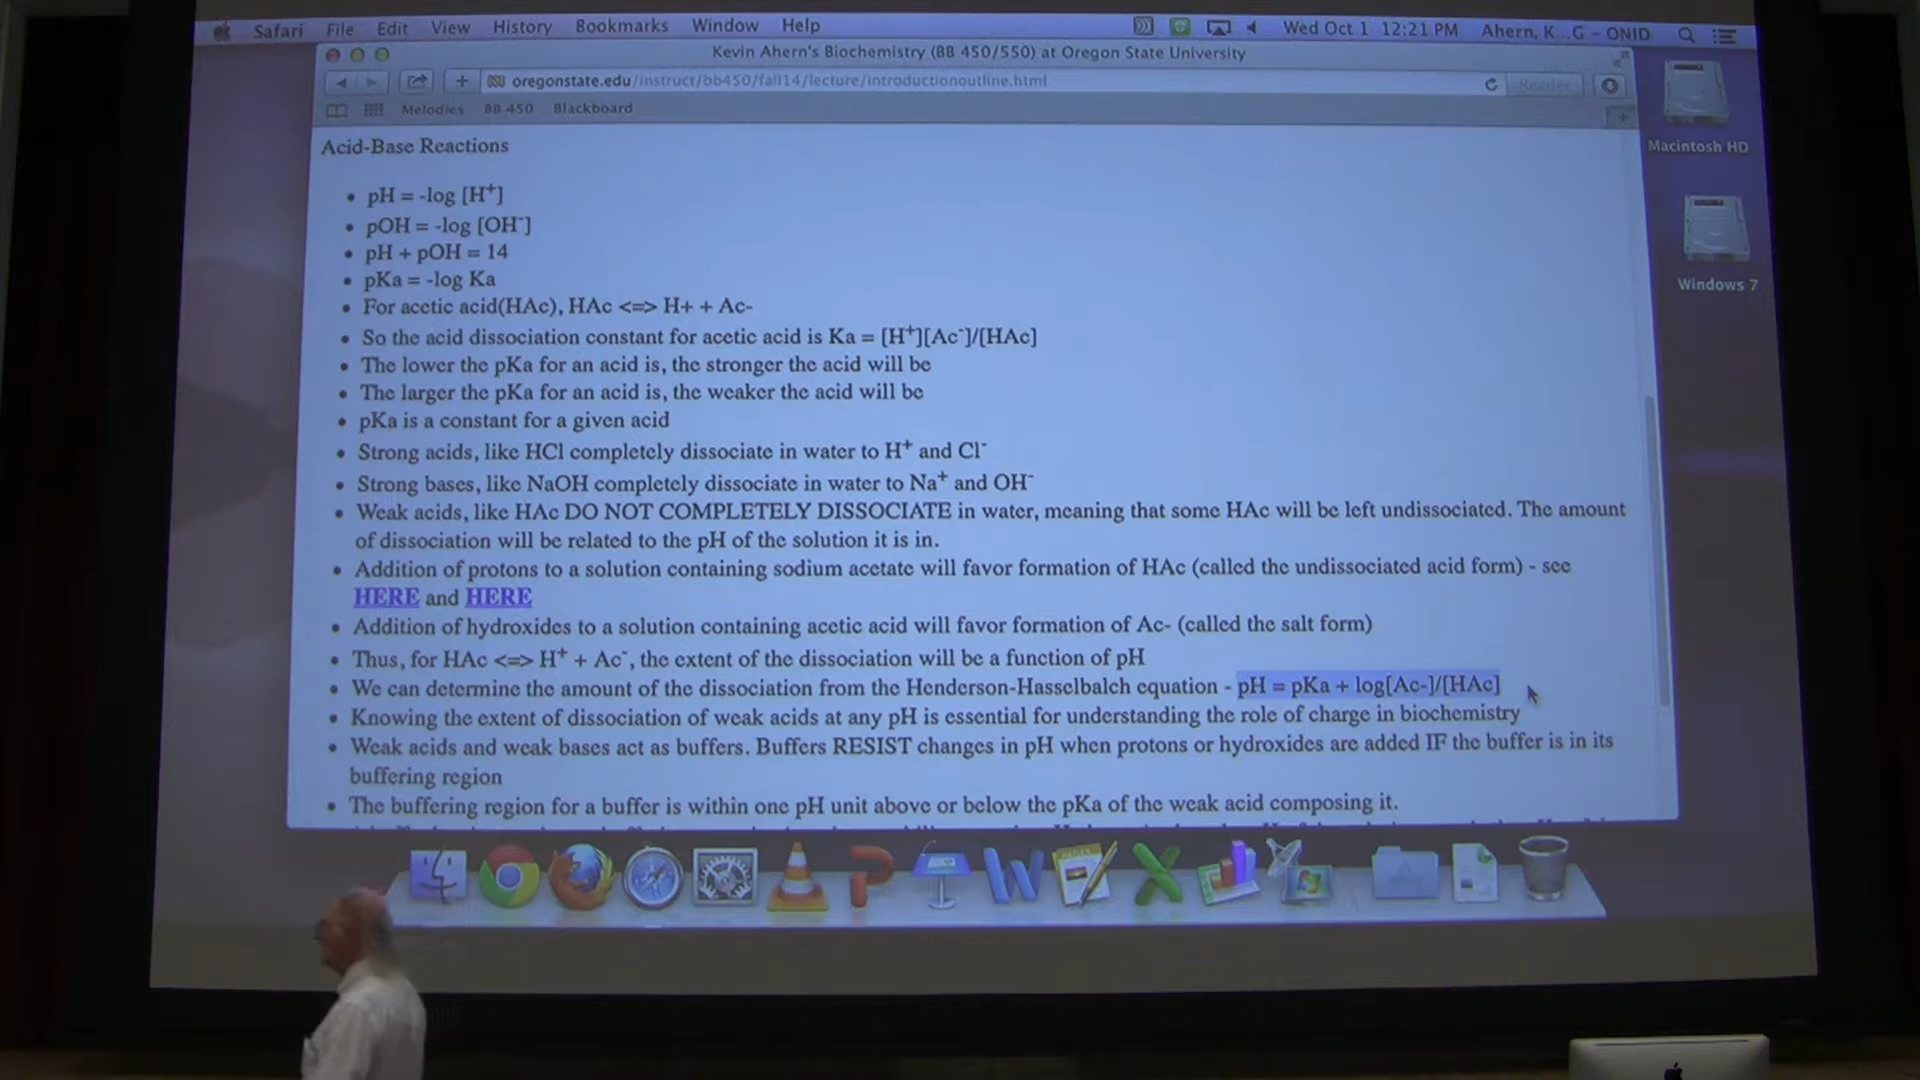 Safari File Edit View History Bookmarks Window Help Wed Oct 1 12:21 PM Ahern, K...G - ONID
Kevin Ahern's Biochemistry (BB 450/550) at Oregon State University
oregonstate.edu/instruct/bb450/fall14/lecture/introductionoutline.html Reader
Melodies BB 450 Blackboard
Macintosh HD
Windows 7
Acid-Base Reactions
• pH = -log [H⁺]
• pOH = -log [OH⁻]
• pH + pOH = 14
• pKa = -log Ka
• For acetic acid(HAc), HAc <=> H+ + Ac-
• So the acid dissociation constant for acetic acid is Ka = [H⁺][Ac⁻]/[HAc]
• The lower the pKa for an acid is, the stronger the acid will be
• The larger the pKa for an acid is, the weaker the acid will be
• pKa is a constant for a given acid
• Strong acids, like HCl completely dissociate in water to H⁺ and Cl⁻
• Strong bases, like NaOH completely dissociate in water to Na⁺ and OH⁻
• Weak acids, like HAc DO NOT COMPLETELY DISSOCIATE in water, meaning that some HAc will be left undissociated. The amount
of dissociation will be related to the pH of the solution it is in.
• Addition of protons to a solution containing sodium acetate will favor formation of HAc (called the undissociated acid form) - see
HERE and HERE
• Addition of hydroxides to a solution containing acetic acid will favor formation of Ac- (called the salt form)
• Thus, for HAc <=> H⁺ + Ac⁻, the extent of the dissociation will be a function of pH
• We can determine the amount of the dissociation from the Henderson-Hasselbalch equation - pH = pKa + log[Ac-]/[HAc]
• Knowing the extent of dissociation of weak acids at any pH is essential for understanding the role of charge in biochemistry
• Weak acids and weak bases act as buffers. Buffers RESIST changes in pH when protons or hydroxides are added IF the buffer is in its
buffering region
• The buffering region for a buffer is within one pH unit above or below the pKa of the weak acid composing it.